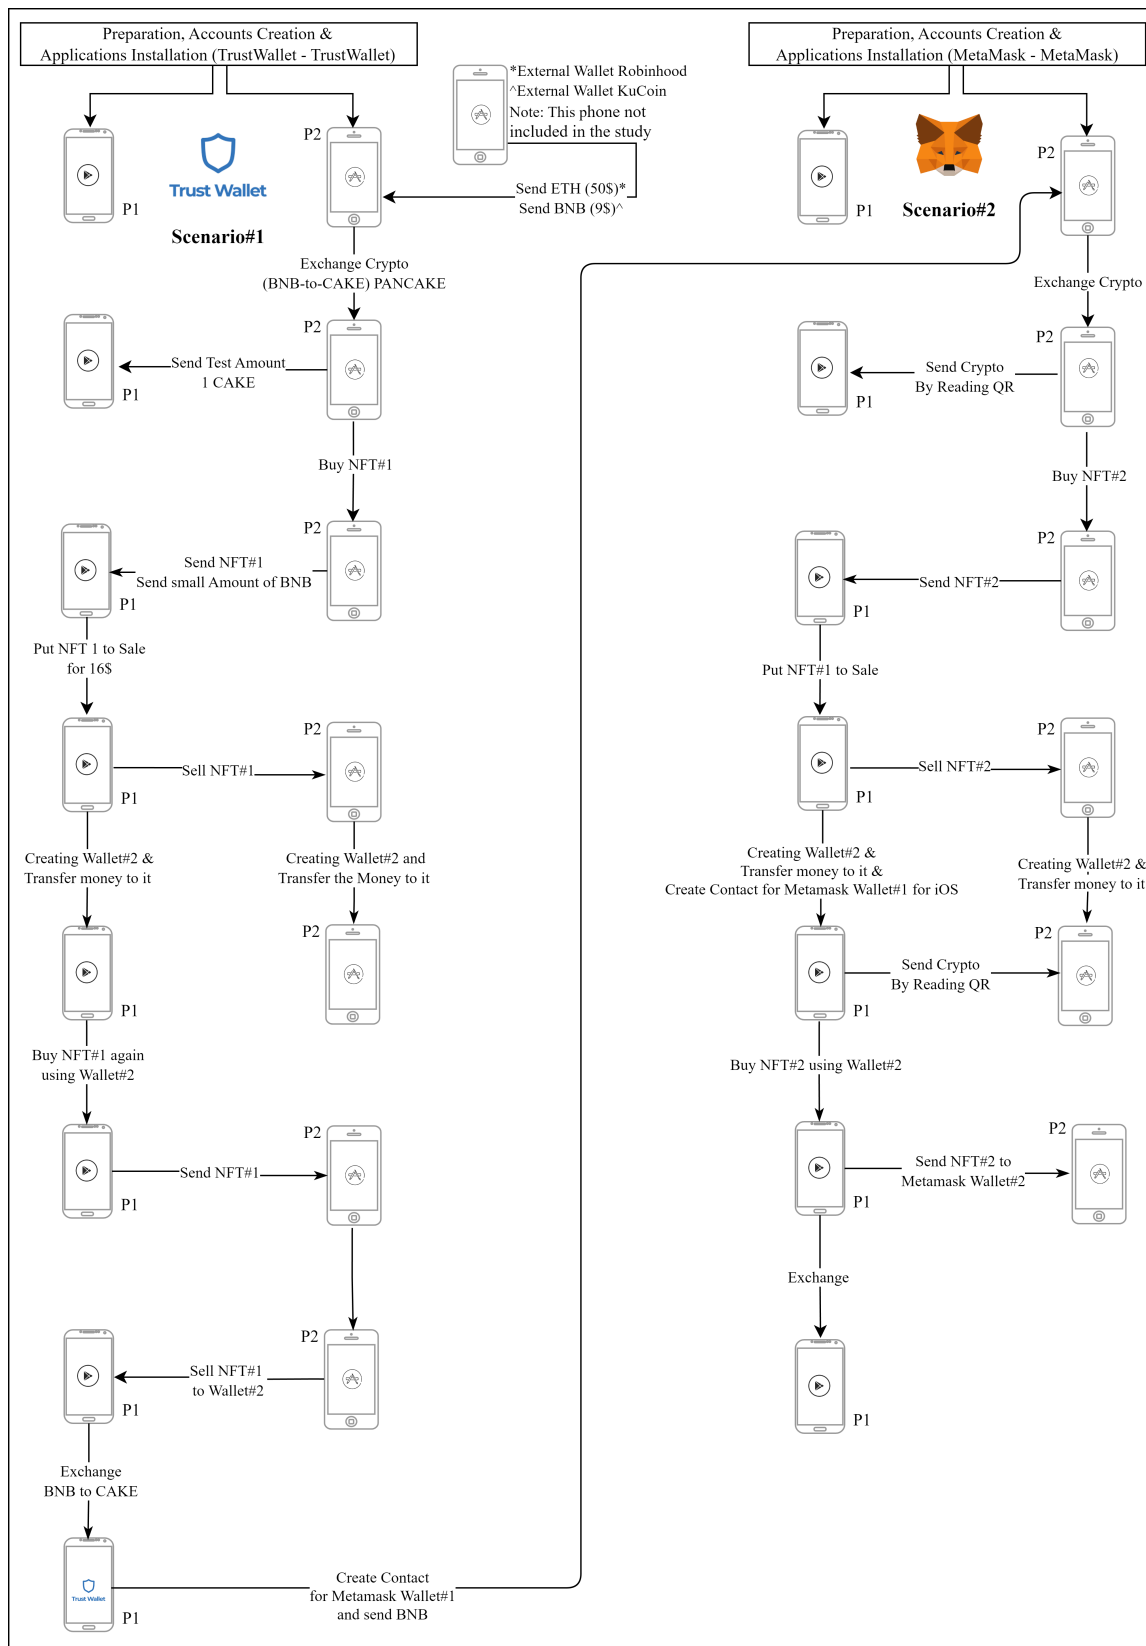 Preparation, Accounts Creation &
Applications Installation (TrustWallet - TrustWallet)
*External Wallet Robinhood
^External Wallet KuCoin
Note: This phone not
included in the study
P1
Trust Wallet
Scenario#1
P2
Send ETH (50$)*
Send BNB (9$)^
Exchange Crypto
(BNB-to-CAKE) PANCAKE
P2
Send Test Amount
1 CAKE
P1
Buy NFT#1
P2
Send NFT#1
Send small Amount of BNB
P1
Put NFT 1 to Sale
for 16$
P2
Sell NFT#1
P1
Creating Wallet#2 &
Transfer money to it
Creating Wallet#2 and
Transfer the Money to it
P2
P1
Buy NFT#1 again
using Wallet#2
P2
Send NFT#1
P1
P2
Sell NFT#1
to Wallet#2
P1
Exchange
BNB to CAKE
Trust Wallet
P1
Create Contact
for Metamask Wallet#1
and send BNB
Preparation, Accounts Creation &
Applications Installation (MetaMask - MetaMask)
P1
Scenario#2
P2
Exchange Crypto
P2
Send Crypto
By Reading QR
P1
Buy NFT#2
P2
Send NFT#2
P1
Put NFT#1 to Sale
P2
Sell NFT#2
P1
Creating Wallet#2 &
Transfer money to it &
Create Contact for Metamask Wallet#1 for iOS
Creating Wallet#2 &
Transfer money to it
P2
Send Crypto
By Reading QR
P1
Buy NFT#2 using Wallet#2
P2
Send NFT#2 to
Metamask Wallet#2
P1
Exchange
P1